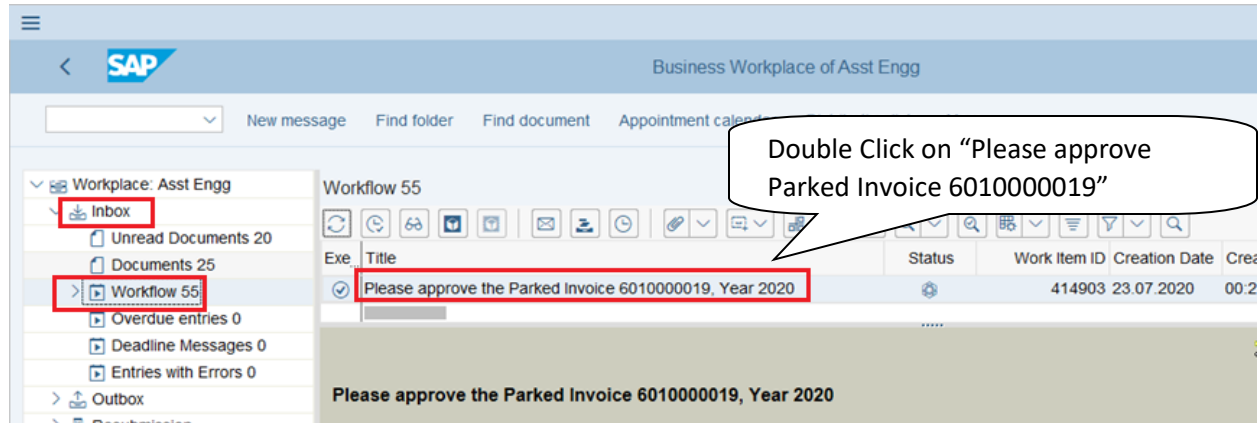 SAP
Business Workplace of Asst Engg
New message Find folder Find document Appointment
Double Click on “Please approve
Parked Invoice 6010000019”
Workplace: Asst Engg
Inbox
Unread Documents 20
Documents 25
Workflow 55
Overdue entries 0
Deadline Messages 0
Entries with Errors 0
Outbox
Workflow 55
Exe... Title Status Work Item ID Creation Date Crea
Please approve the Parked Invoice 6010000019, Year 2020 414903 23.07.2020 00:2
Please approve the Parked Invoice 6010000019, Year 2020